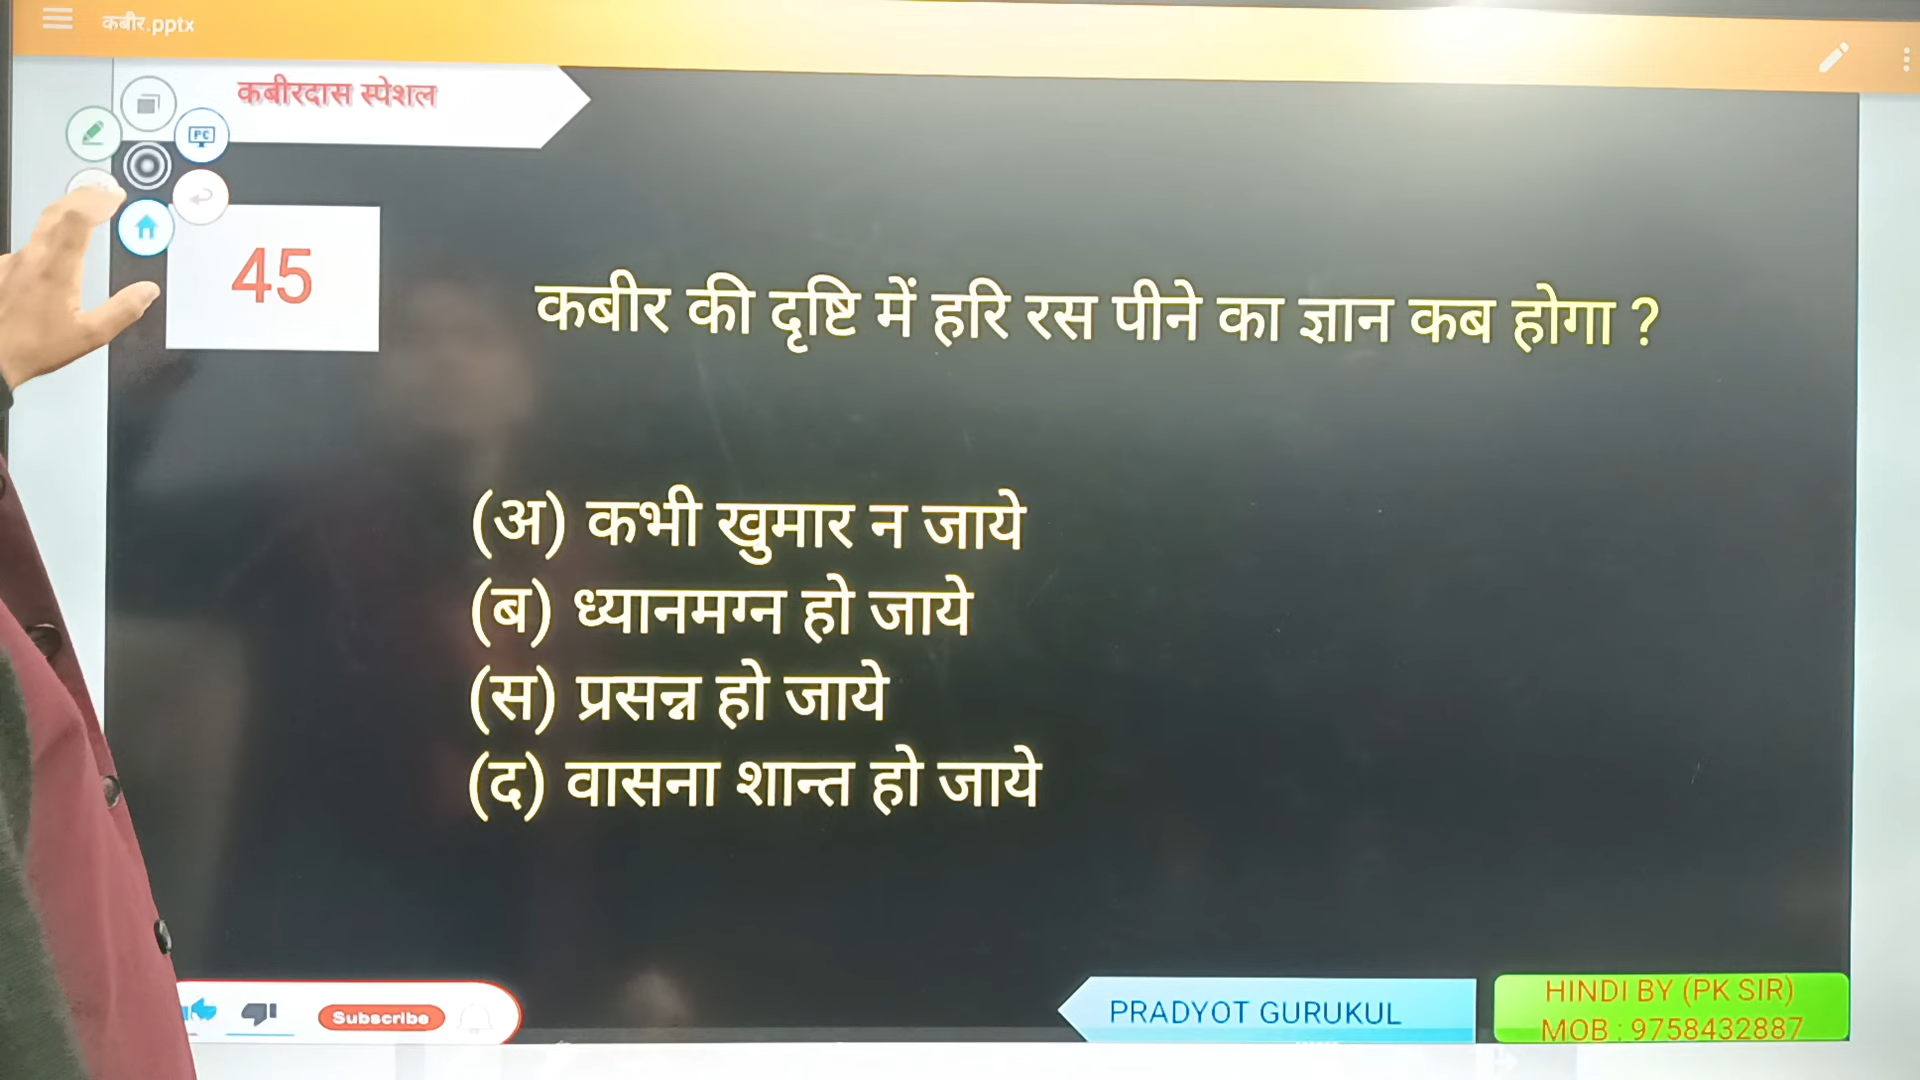 कबीर.pptx
कबीरदास स्पेशल
PC
45
कबीर की दृष्टि में हरि रस पीने का ज्ञान कब होगा ?
(अ) कभी खुमार न जाये
(ब) ध्यानमग्न हो जाये
(स) प्रसन्न हो जाये
(द) वासना शान्त हो जाये
Subscribe
PRADYOT GURUKUL
HINDI BY (PK SIR)
MOB : 9758432887